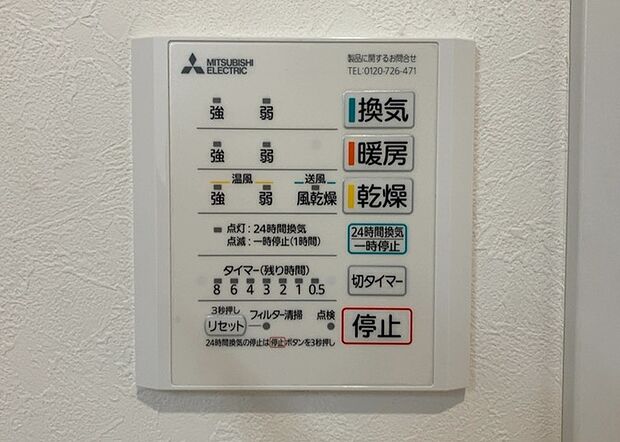 MITSUBISHI
ELECTRIC
製品に関するお問合せ
TEL:0120-726-471
強 弱 換気
強 弱 暖房
温風 送風
強 弱 風乾燥 乾燥
点灯:24時間換気
点滅:一時停止(1時間)
24時間換気
一時停止
タイマー(残り時間)
8 6 4 3 2 1 0.5
切タイマー
3秒押し
リセット フィルター清掃 点検
停止
24時間換気の停止は停止ボタンを3秒押し